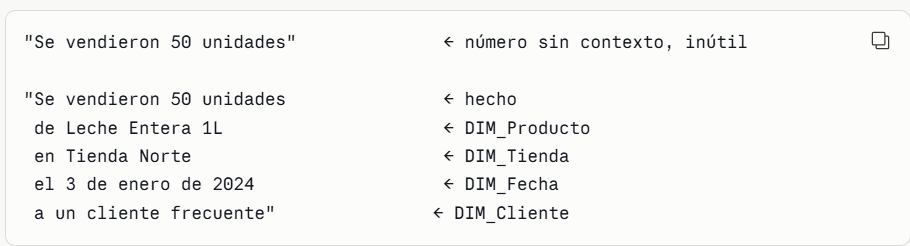 "Se vendieron 50 unidades" ← número sin contexto, inútil
"Se vendieron 50 unidades ← hecho
de Leche Entera 1L ← DIM_Producto
en Tienda Norte ← DIM_Tienda
el 3 de enero de 2024 ← DIM_Fecha
a un cliente frecuente" ← DIM_Cliente